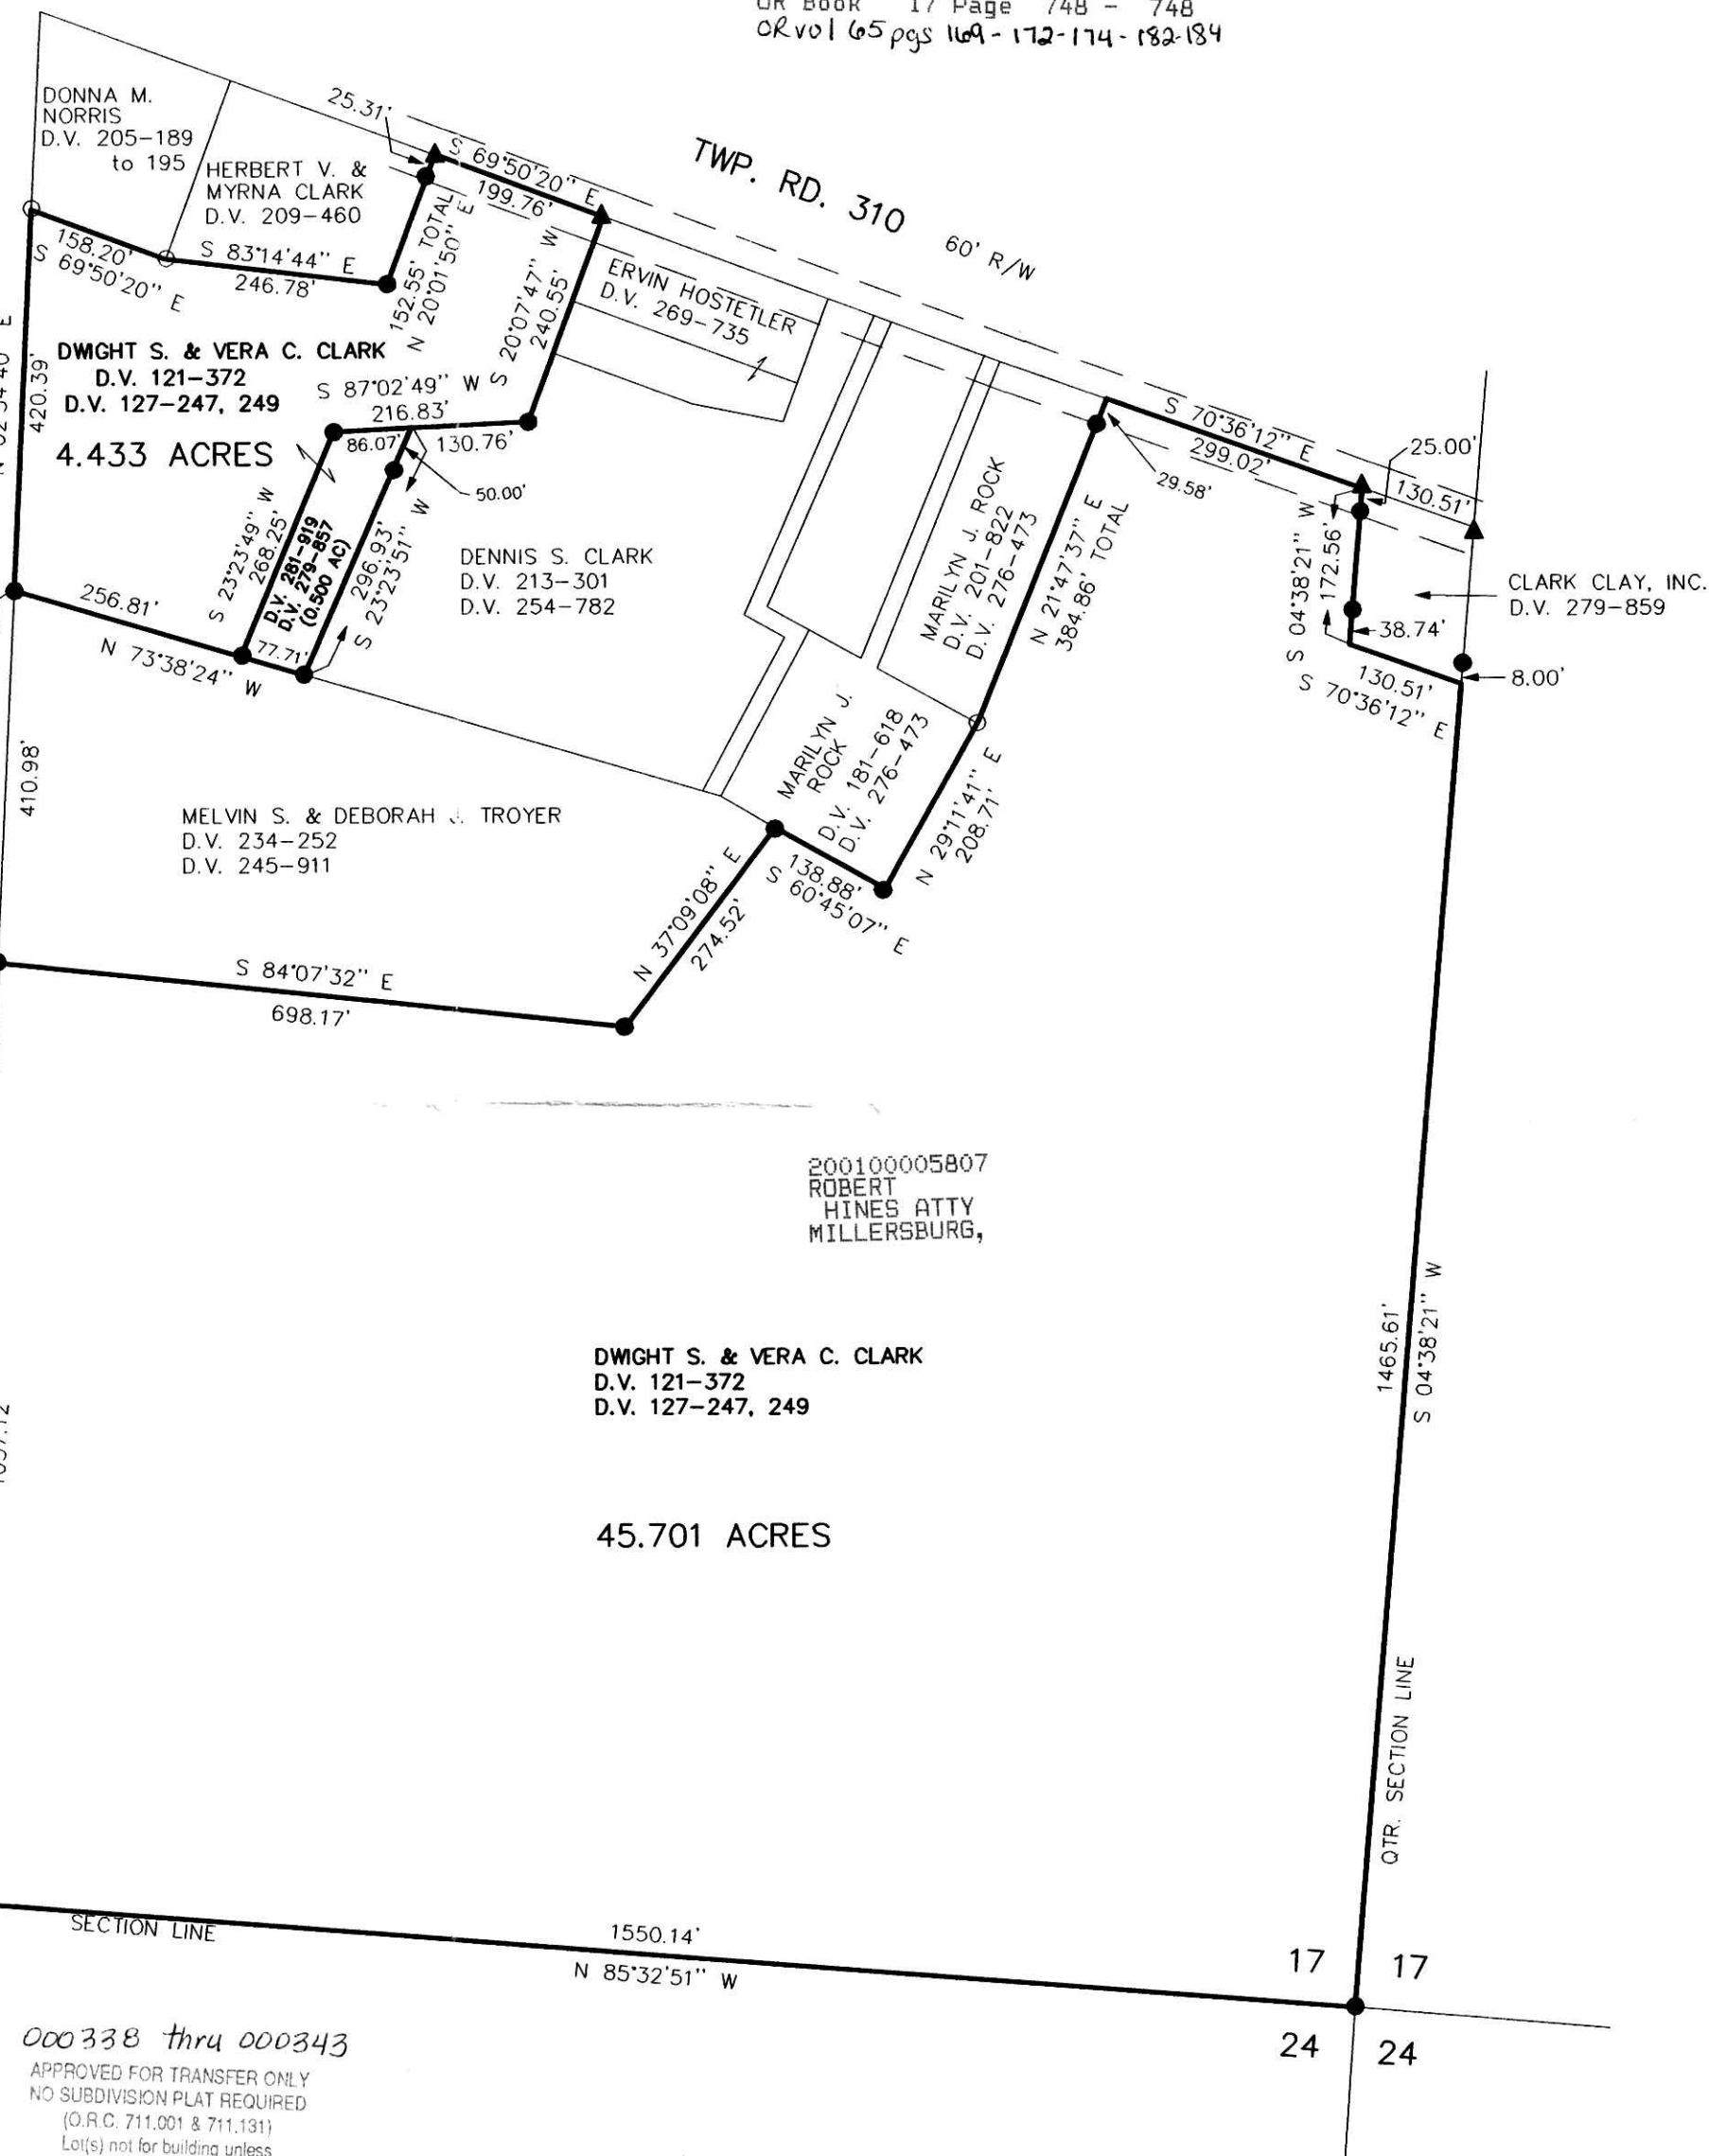 OR Book 17 Page 748 - 748
OR vol 65 pgs 169-172-174-182-184
DONNA M.
NORRIS
D.V. 205-189
to 195
HERBERT V. &
MYRNA CLARK
D.V. 209-460
25.31'
S 69°50'20" E
199.76'
TWP. RD. 310
60' R/W
158.20'
S 69°50'20" E
S 83°14'44" E
246.78'
152.55' TOTAL
N 20°01'50" E
S 20°07'47" W
240.55'
ERVIN HOSTETLER
D.V. 269-735
420.39'
DWIGHT S. & VERA C. CLARK
D.V. 121-372
D.V. 127-247, 249
4.433 ACRES
S 87°02'49" W
216.83'
86.07'
130.76'
50.00'
S 23°23'49" W
268.25'
D.V. 281-919
D.V. 279-857
(0.500 AC)
296.93'
S 23°23'51" W
DENNIS S. CLARK
D.V. 213-301
D.V. 254-782
256.81'
N 73°38'24" W
77.71'
S 70°36'12" E
299.02'
29.58'
25.00'
130.51'
MARILYN J. ROCK
D.V. 201-822
D.V. 276-473
N 21°47'37" E
384.86' TOTAL
S 04°38'21" W
172.56'
CLARK CLAY, INC.
D.V. 279-859
38.74'
130.51'
S 70°36'12" E
8.00'
410.98'
MELVIN S. & DEBORAH J. TROYER
D.V. 234-252
D.V. 245-911
MARILYN J.
ROCK
D.V. 181-618
D.V. 276-473
N 29°11'41" E
208.71'
138.88'
S 60°45'07" E
N 37°09'08" E
274.52'
S 84°07'32" E
698.17'
200100005807
ROBERT
HINES ATTY
MILLERSBURG,
DWIGHT S. & VERA C. CLARK
D.V. 121-372
D.V. 127-247, 249
45.701 ACRES
1465.61'
S 04°38'21" W
QTR. SECTION LINE
SECTION LINE
1550.14'
N 85°32'51" W
17 17
24 24
000338 thru 000343
APPROVED FOR TRANSFER ONLY
NO SUBDIVISION PLAT REQUIRED
(O.R.C. 711.001 & 711.131)
Lot(s) not for building unless